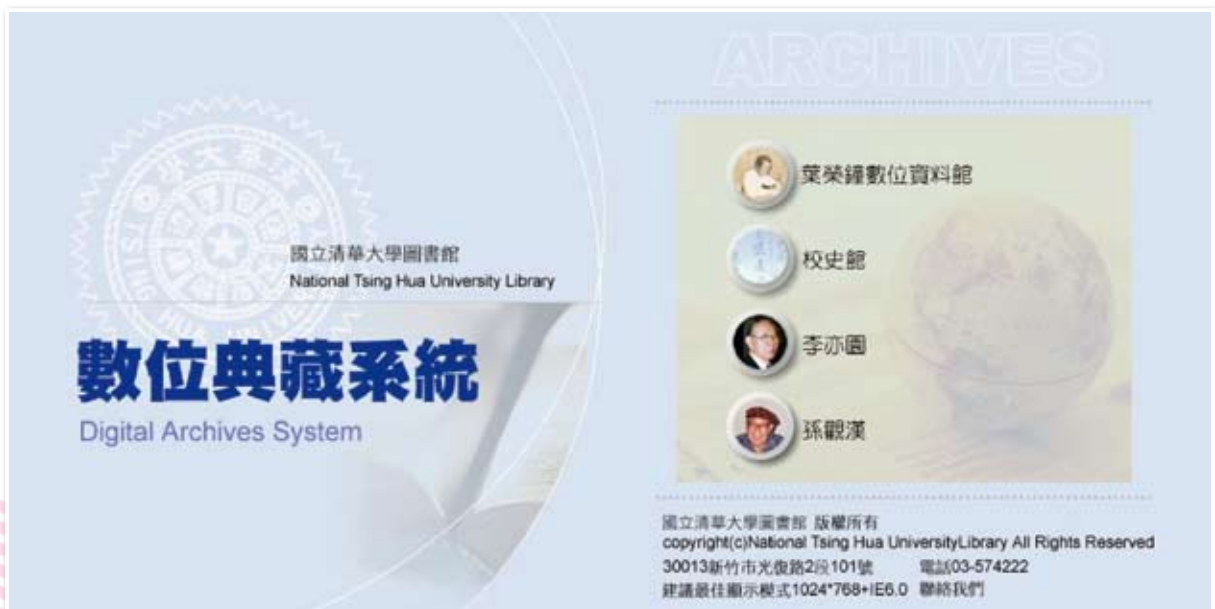 國立清華大學圖書館
National Tsing Hua University Library
數位典藏系統
Digital Archives System
ARCHIVES
葉榮鐘數位資料館
校史館
李亦園
孫觀漢
國立清華大學圖書館 版權所有
copyright(c)National Tsing Hua UniversityLibrary All Rights Reserved
30013新竹市光復路2段101號 電話03-574222
建議最佳顯示模式1024*768+IE6.0 聯絡我們